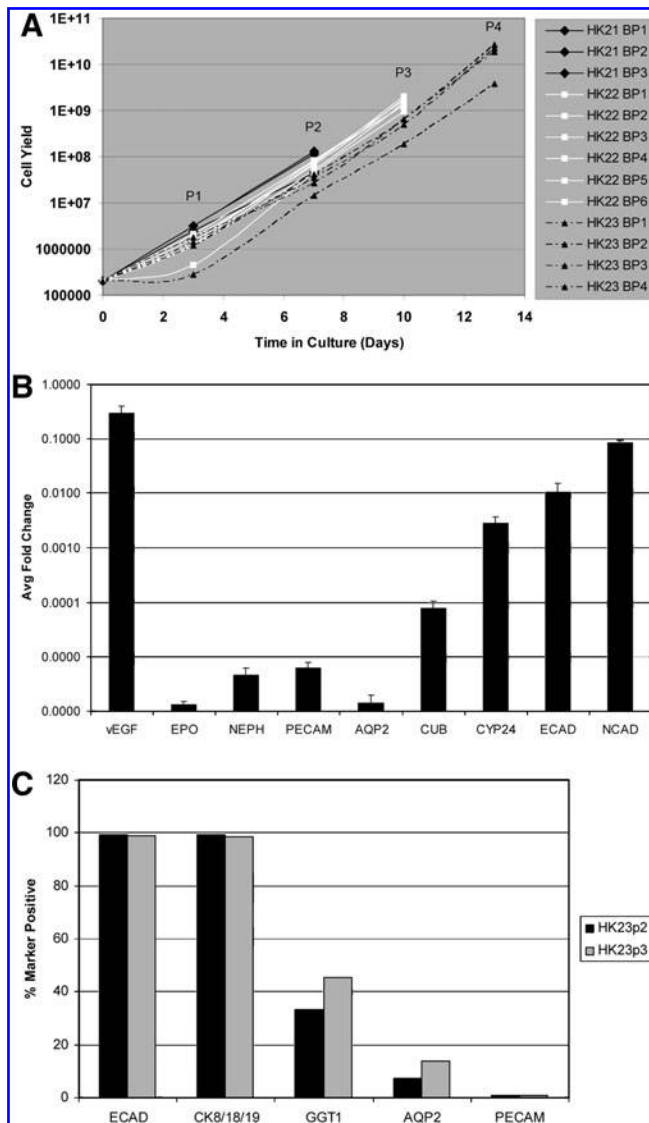 A
1E+11
1E+10
1E+09
1E+08
1E+07
1000000
100000
Cell Yield
P1
P2
P3
P4
0 2 4 6 8 10 12 14
Time in Culture (Days)
HK21 BP1
HK21 BP2
HK21 BP3
HK22 BP1
HK22 BP2
HK22 BP3
HK22 BP4
HK22 BP5
HK22 BP6
HK23 BP1
HK23 BP2
HK23 BP3
HK23 BP4
B
1.0000
0.1000
0.0100
0.0010
0.0001
0.0000
0.0000
Avg Fold Change
vEGF EPO NEPH PECAM AQP2 CUB CYP24 ECAD NCAD
C
120
100
80
60
40
20
0
% Marker Positive
ECAD CK8/18/19 GGT1 AQP2 PECAM
HK23p2
HK23p3